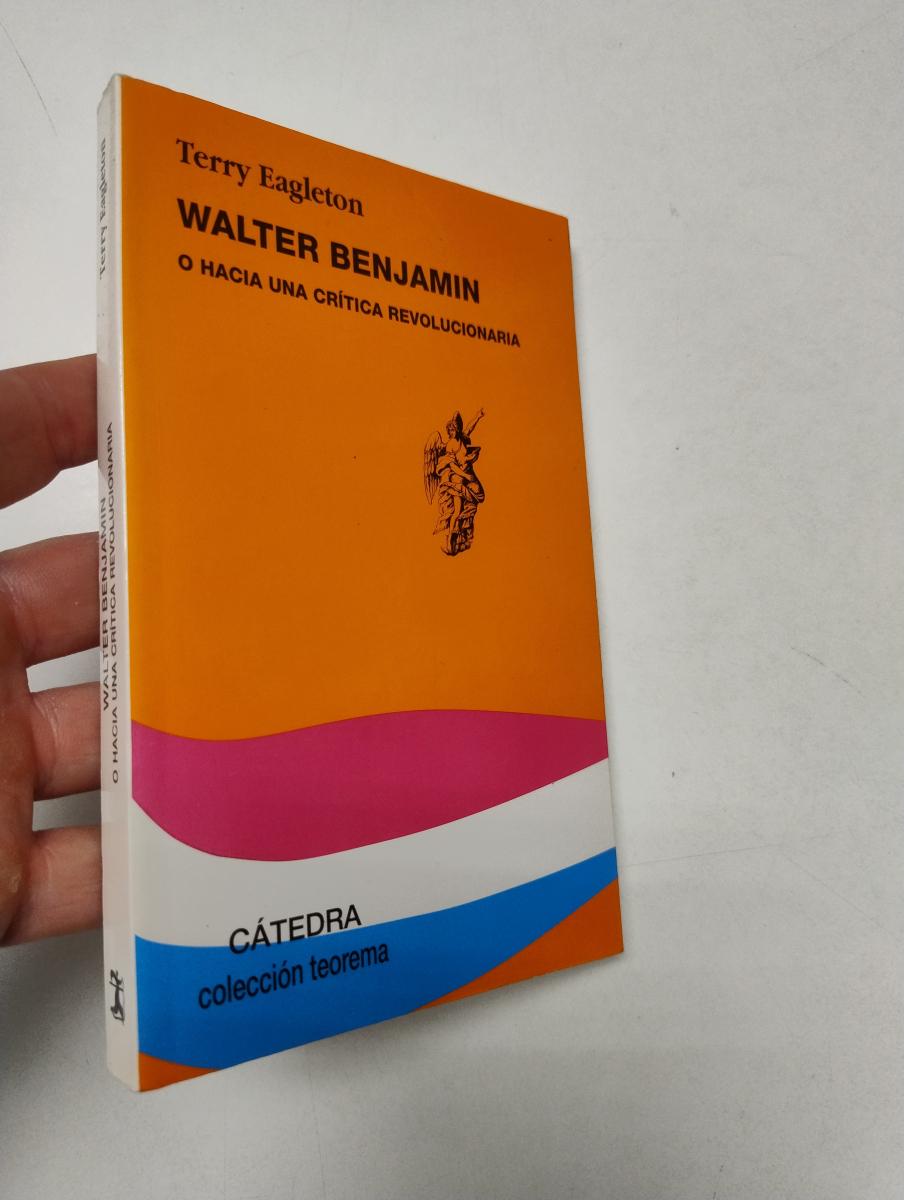 Terry Eagleton
WALTER BENJAMIN
O HACIA UNA CRÍTICA REVOLUCIONARIA
CÁTEDRA
colección teorema
Terry Eagleton
WALTER BENJAMIN
O HACIA UNA CRÍTICA REVOLUCIONARIA